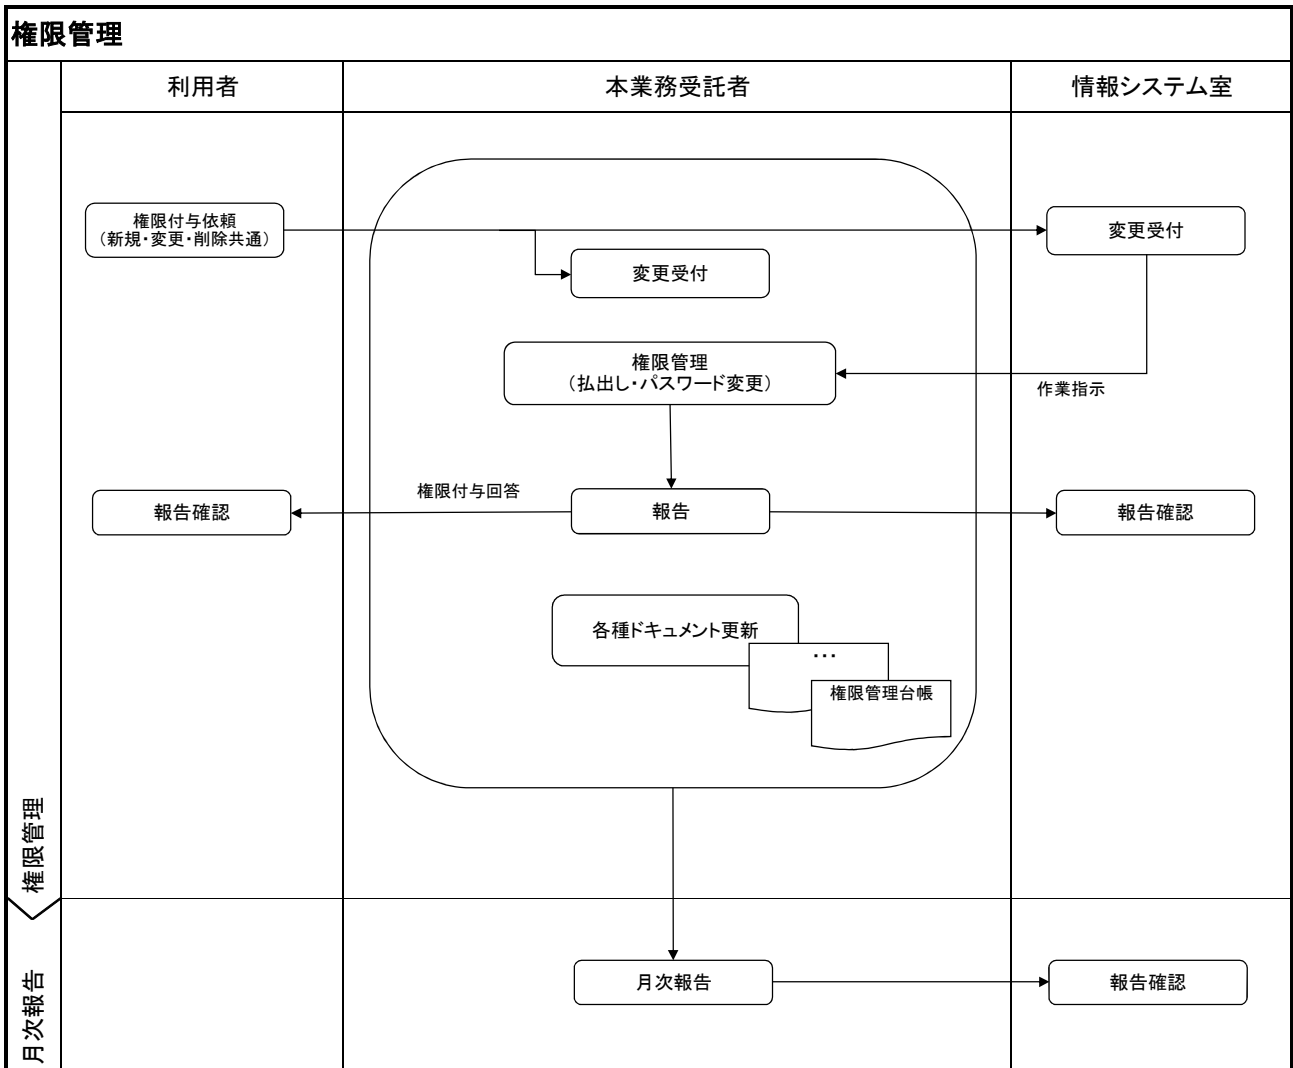 権限管理
利用者
本業務受託者
情報システム室
権限付与依頼
（新規・変更・削除共通）
変更受付
変更受付
権限管理
（払出し・パスワード変更）
作業指示
権限付与回答
報告確認
報告
報告確認
各種ドキュメント更新
…
権限管理台帳
権限管理
月次報告
報告確認
月次報告